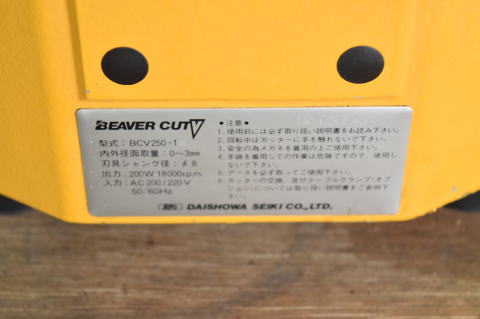 BEAVER CUT V
型式：BCV250-1
内外径面取量：0〜3mm
刃具シャンク径：φ8
出力：200W 18000r.p.m.
入力：AC 200/220V
50/60Hz
●注意●
1. 使用前には必ず取り扱い説明書をお読み下さい。
2. 回転中はカッターに手を触れないで下さい。
3. 安全の為メガネを着用の上ご使用下さい。
4. 手袋を着用しての作業は危険ですので、使用し
ないで下さい。
5. アースを必ず取ってご使用下さい。
6. カッターの交換、及びテーブルクランプ(オプ
ション)については取り扱い説明書をご参照下
さい。
BIG DAISHOWA SEIKI CO., LTD.